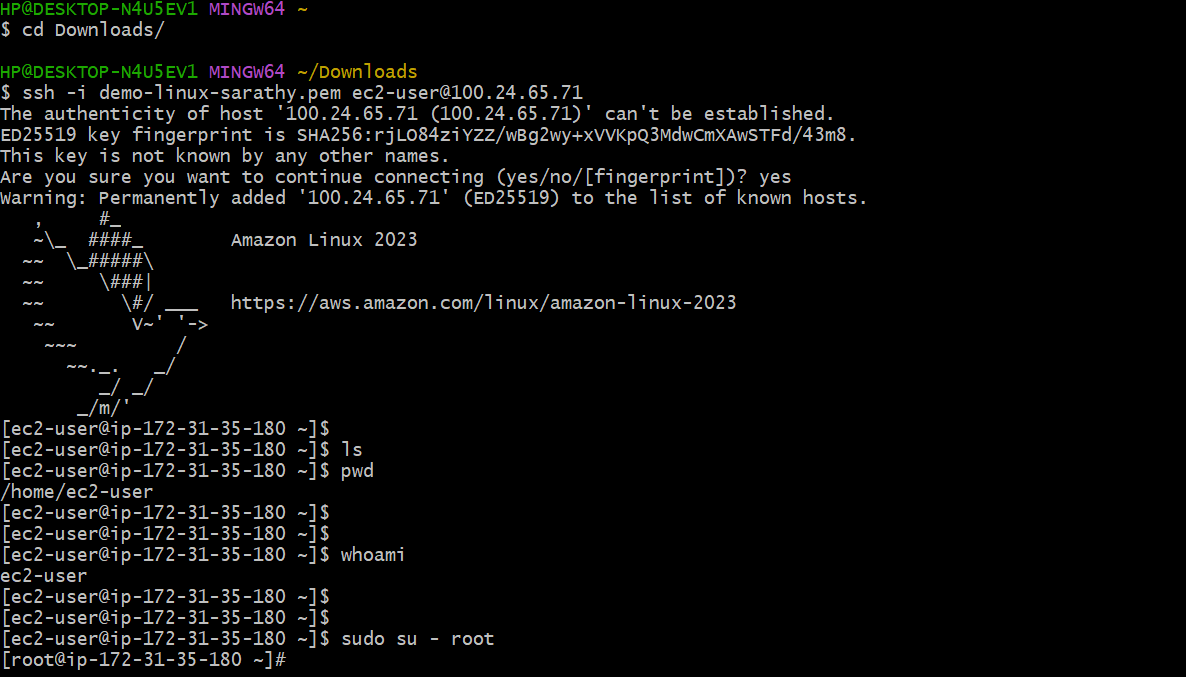 HP@DESKTOP-N4U5EV1 MINGW64 ~
$ cd Downloads/
HP@DESKTOP-N4U5EV1 MINGW64 ~/Downloads
$ ssh -i demo-linux-sarathy.pem ec2-user@100.24.65.71
The authenticity of host '100.24.65.71 (100.24.65.71)' can't be established.
ED25519 key fingerprint is SHA256:rjLO84ziYZZ/wBg2wy+xVVKpQ3MdwCmXAwSTFd/43m8.
This key is not known by any other names.
Are you sure you want to continue connecting (yes/no/[fingerprint])? yes
Warning: Permanently added '100.24.65.71' (ED25519) to the list of known hosts.
   ,     #_
   ~\_  ####_        Amazon Linux 2023
  ~~  \_#####\
  ~~     \###|
  ~~       \#/ ___   https://aws.amazon.com/linux/amazon-linux-2023
   ~~       V~' '->
    ~~~         /
      ~~._.   _/
         _/ _/
       _/m/'
[ec2-user@ip-172-31-35-180 ~]$
[ec2-user@ip-172-31-35-180 ~]$ ls
[ec2-user@ip-172-31-35-180 ~]$ pwd
/home/ec2-user
[ec2-user@ip-172-31-35-180 ~]$
[ec2-user@ip-172-31-35-180 ~]$
[ec2-user@ip-172-31-35-180 ~]$ whoami
ec2-user
[ec2-user@ip-172-31-35-180 ~]$
[ec2-user@ip-172-31-35-180 ~]$
[ec2-user@ip-172-31-35-180 ~]$ sudo su - root
[root@ip-172-31-35-180 ~]#